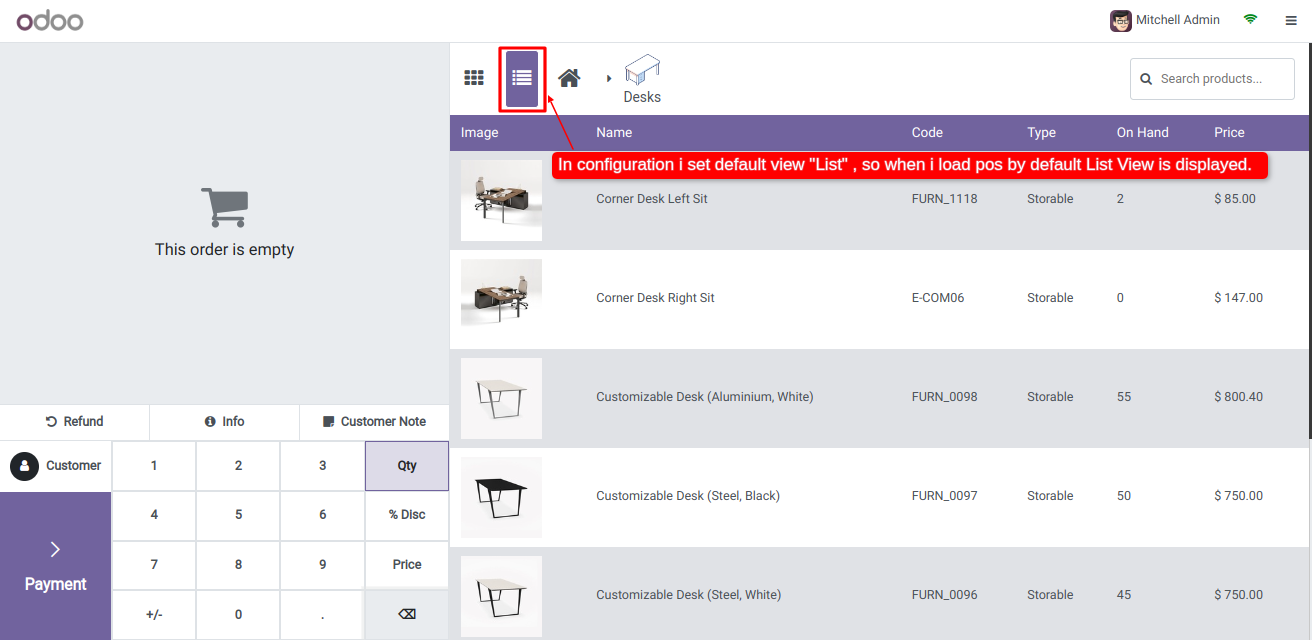 odoo
Mitchell Admin
Desks
Search products...
Image Name Code Type On Hand Price
In configuration i set default view "List" , so when i load pos by default List View is displayed.
Corner Desk Left Sit FURN_1118 Storable 2 $ 85.00
Corner Desk Right Sit E-COM06 Storable 0 $ 147.00
Customizable Desk (Aluminium, White) FURN_0098 Storable 55 $ 800.40
Customizable Desk (Steel, Black) FURN_0097 Storable 50 $ 750.00
Customizable Desk (Steel, White) FURN_0096 Storable 45 $ 750.00
This order is empty
Refund Info Customer Note
Customer 1 2 3 Qty
4 5 6 % Disc
Payment 7 8 9 Price
+/- 0 .